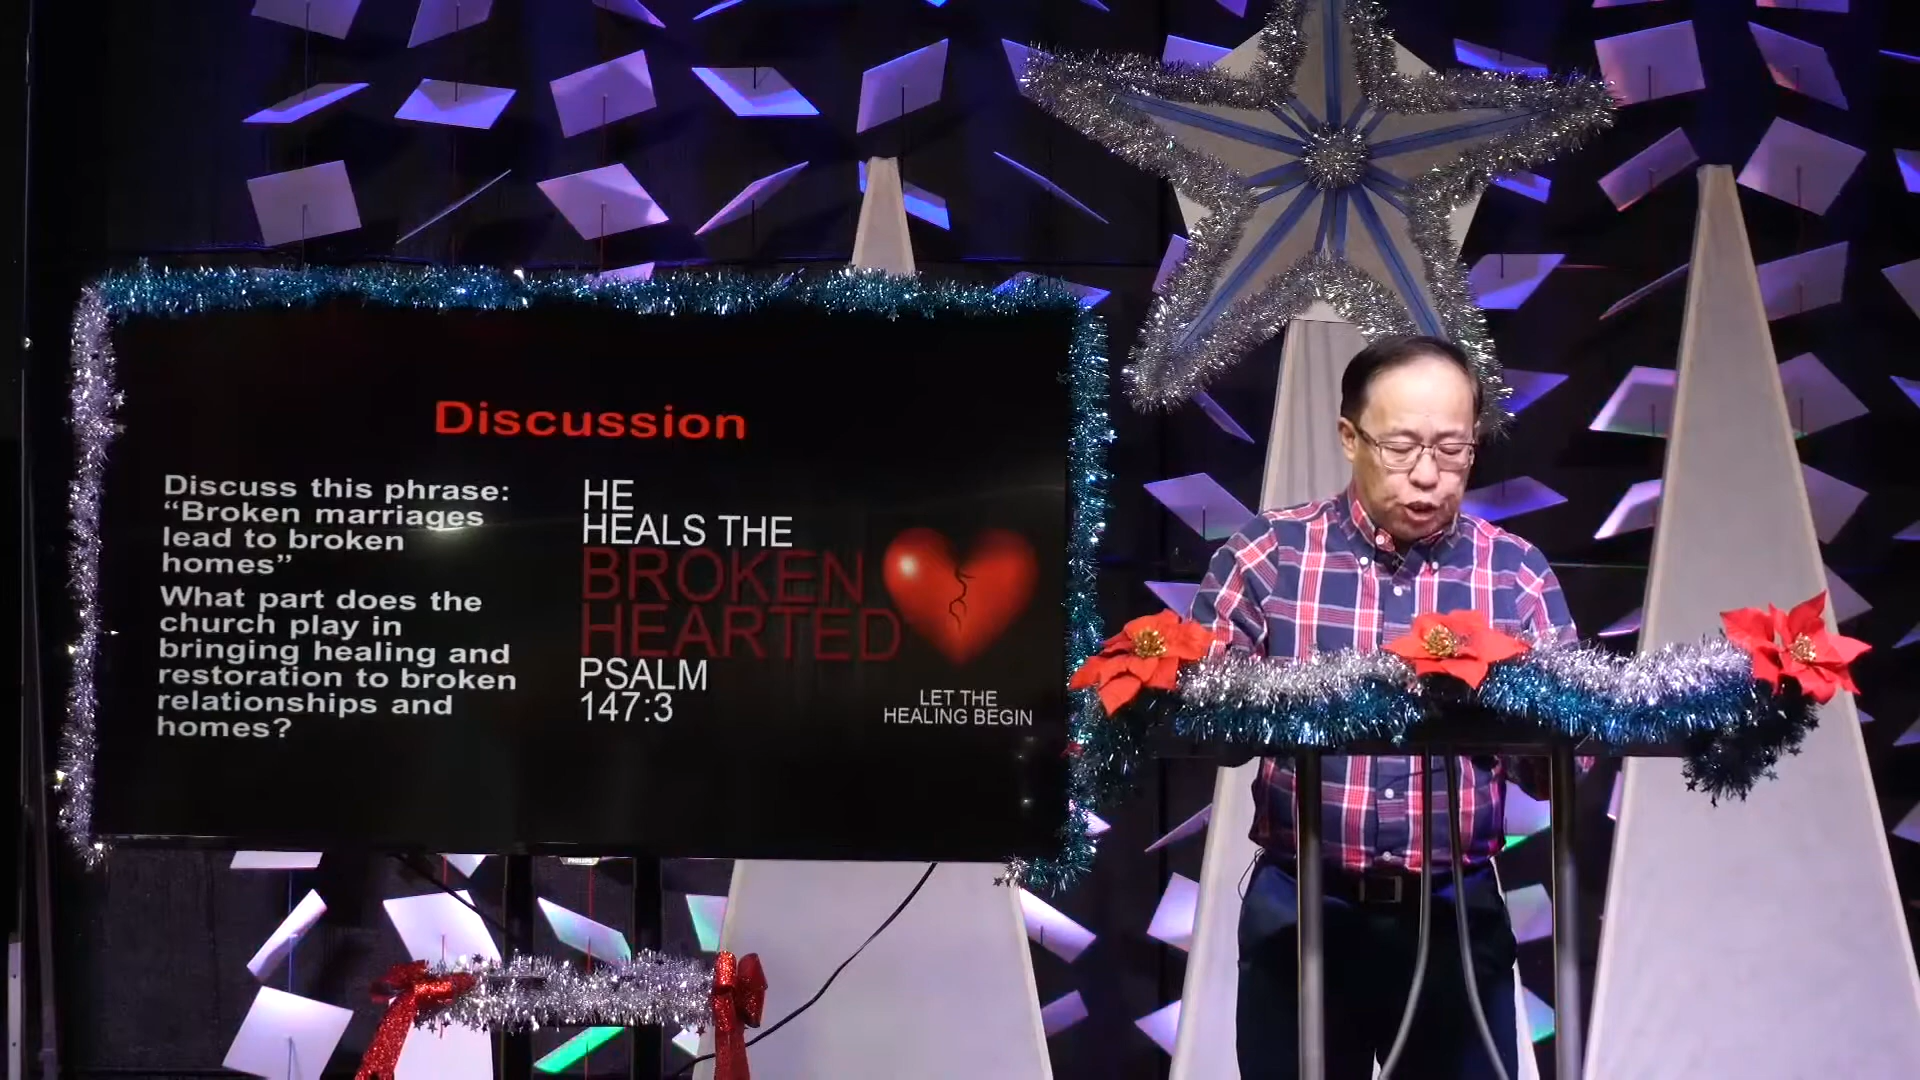 Discussion
Discuss this phrase:
“Broken marriages
lead to broken
homes”
What part does the
church play in
bringing healing and
restoration to broken
relationships and
homes?
HE
HEALS THE
BROKEN
HEARTED
PSALM
147:3
LET THE
HEALING BEGIN
PHILIPS